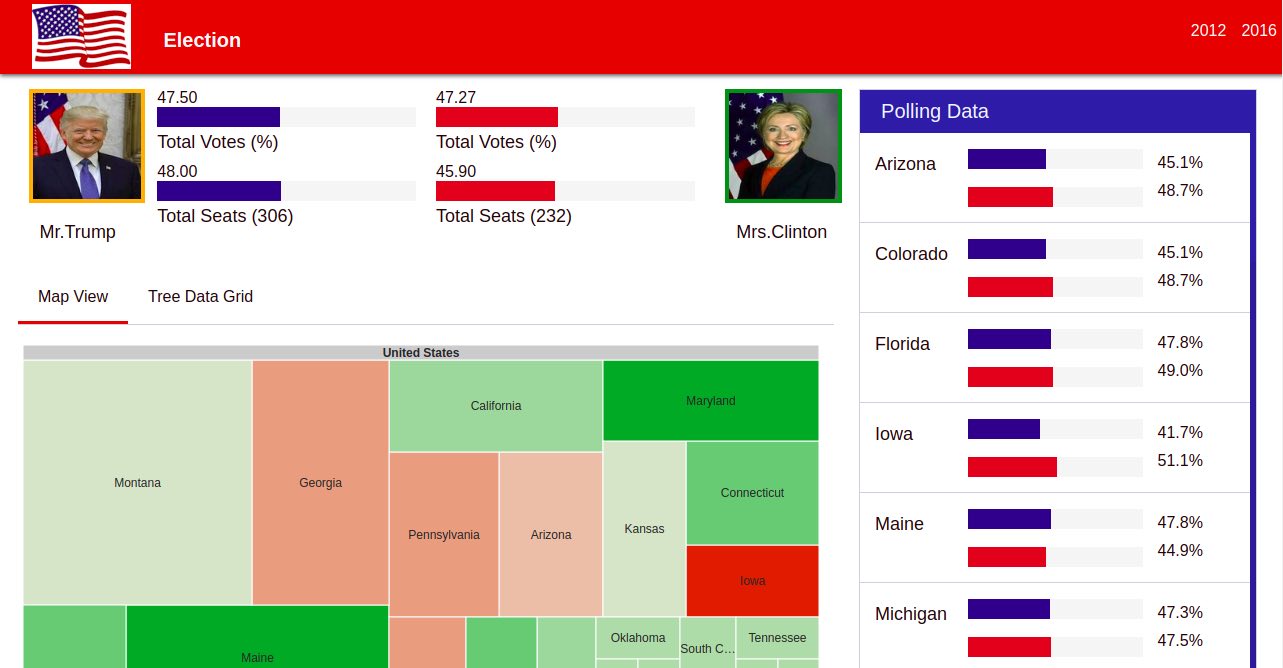 Election
2012 2016
47.50
Total Votes (%)
48.00
Total Seats (306)
Mr.Trump
47.27
Total Votes (%)
45.90
Total Seats (232)
Mrs.Clinton
Map View Tree Data Grid
United States
Montana
Georgia
California
Maryland
Pennsylvania
Arizona
Kansas
Connecticut
Iowa
Maine
Oklahoma
South C...
Tennessee
Polling Data
Arizona
45.1%
48.7%
Colorado
45.1%
48.7%
Florida
47.8%
49.0%
Iowa
41.7%
51.1%
Maine
47.8%
44.9%
Michigan
47.3%
47.5%